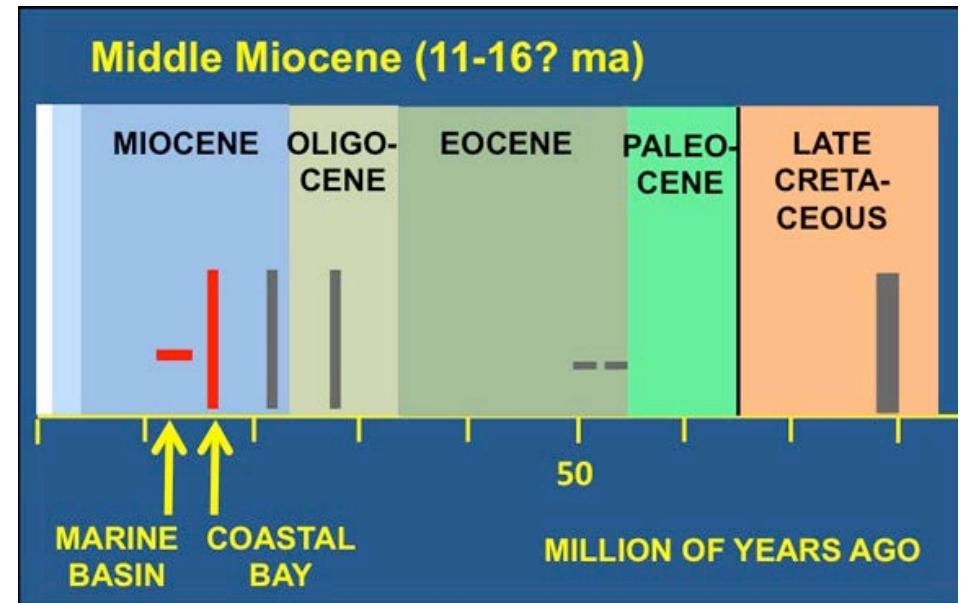 Middle Miocene (11-16? ma)
MIOCENE
OLIGO-
CENE
EOCENE
PALEO-
CENE
LATE
CRETA-
CEOUS
50
MARINE
BASIN
COASTAL
BAY
MILLION OF YEARS AGO